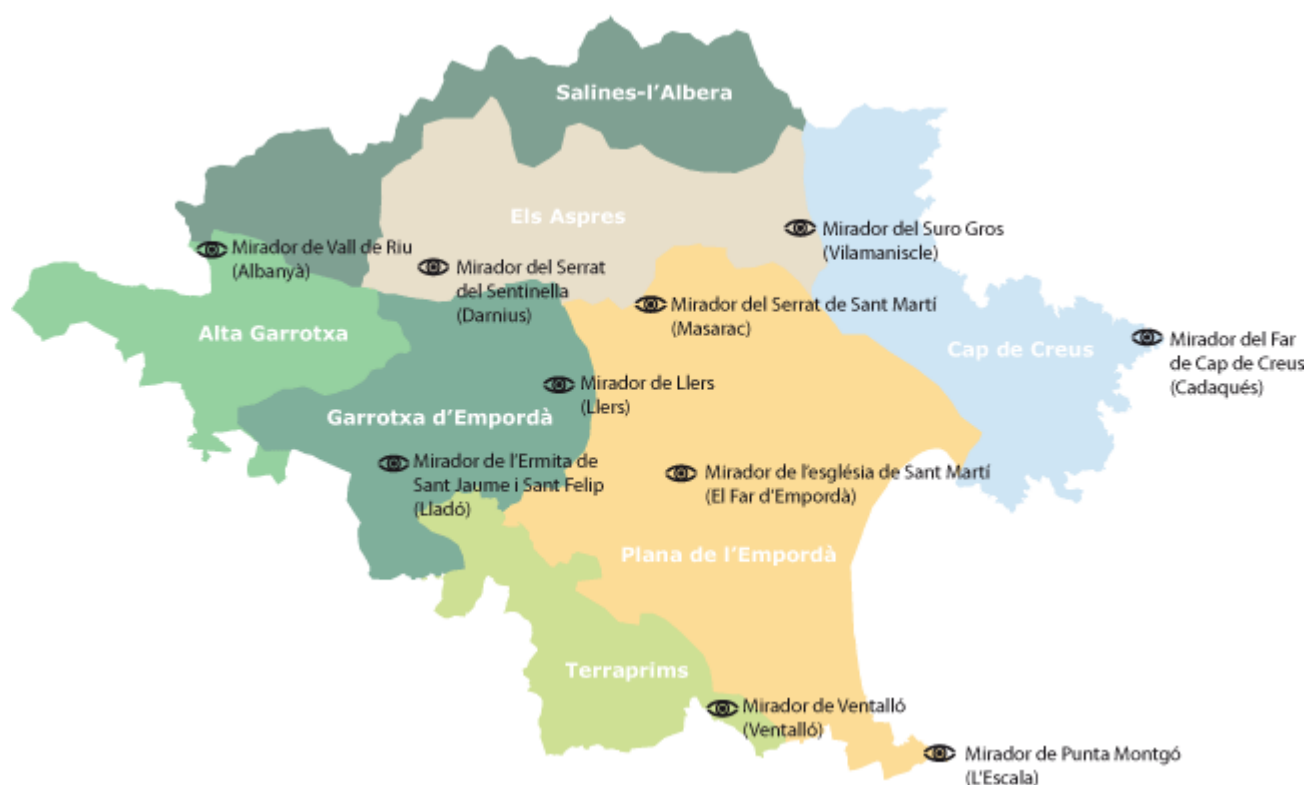 Salines-l'Albera
Els Aspres
Mirador del Suro Gros
(Vilamaniscle)
Mirador de Vall de Riu
(Albanyà)
Mirador del Serrat
del Sentinella
(Darnius)
Mirador del Serrat de Sant Martí
(Masarac)
Alta Garrotxa
Cap de Creus
Mirador del Far
de Cap de Creus
(Cadaqués)
Mirador de Llers
(Llers)
Garrotxa d'Empordà
Mirador de l'Ermita de
Sant Jaume i Sant Felip
(Lladó)
Mirador de l'església de Sant Martí
(El Far d'Empordà)
Plana de l'Empordà
Terraprims
Mirador de Ventalló
(Ventalló)
Mirador de Punta Montgó
(L'Escala)